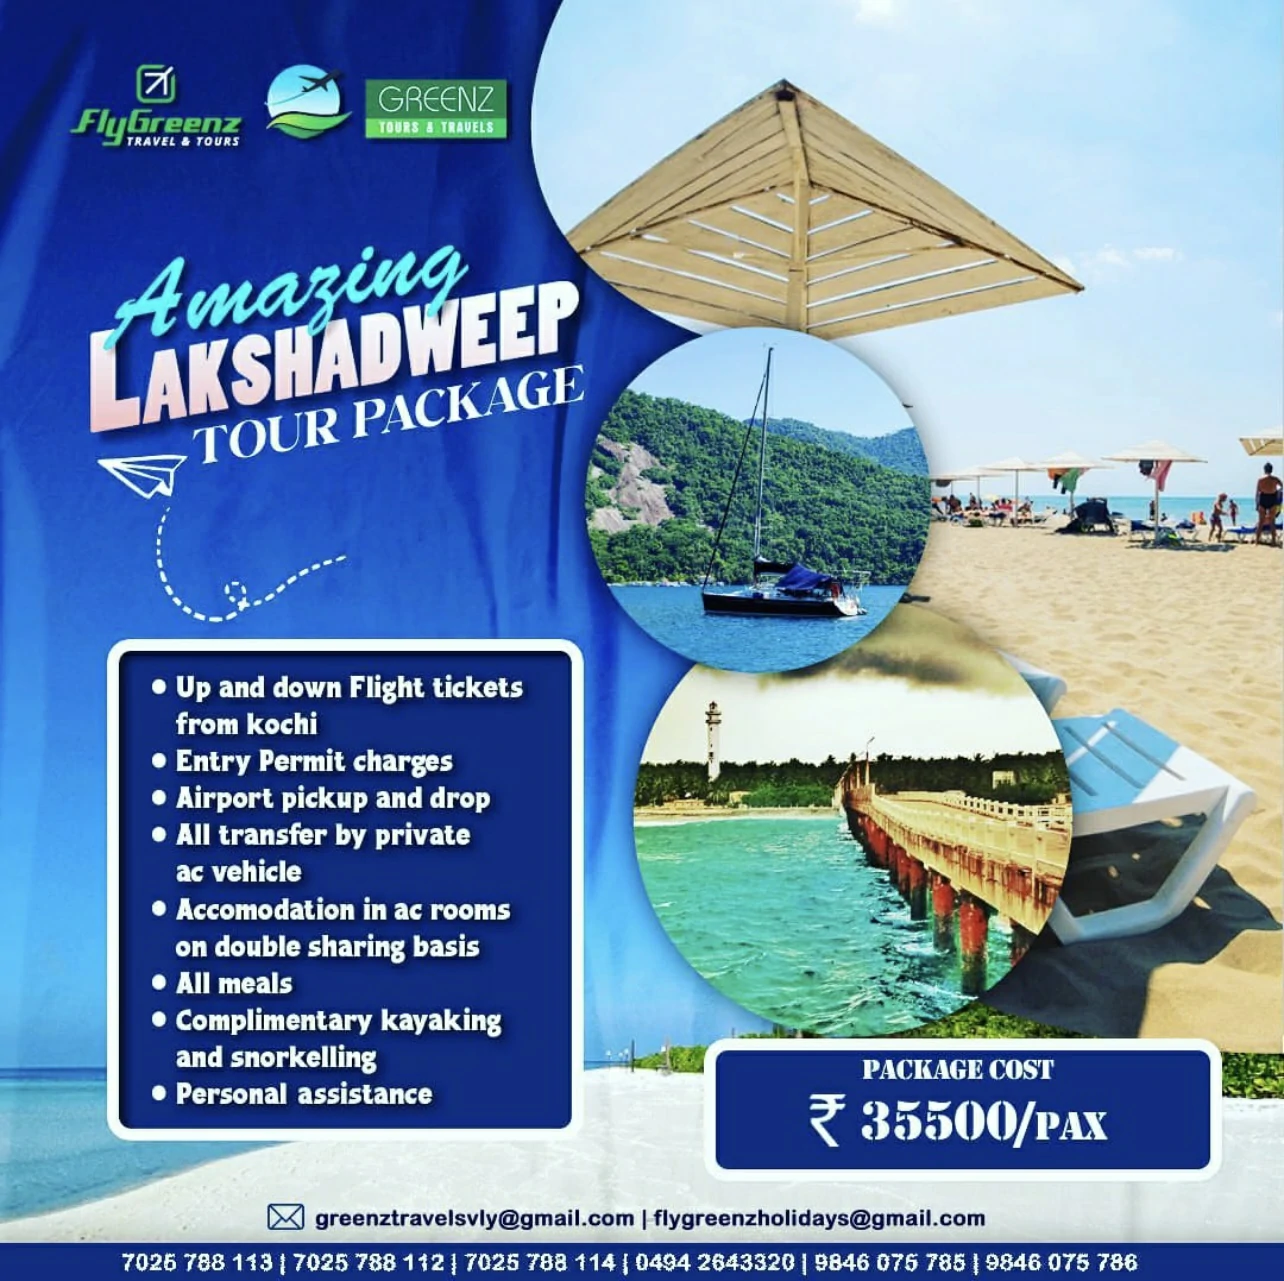 FlyGreenz
TRAVEL & TOURS
GREENZ
TOURS & TRAVELS
Amazing
LAKSHADWEEP
TOUR PACKAGE
• Up and down Flight tickets
from kochi
• Entry Permit charges
• Airport pickup and drop
• All transfer by private
ac vehicle
• Accomodation in ac rooms
on double sharing basis
• All meals
• Complimentary kayaking
and snorkelling
• Personal assistance
PACKAGE COST
₹ 35500/PAX
greenztravelsvly@gmail.com | flygreenzholidays@gmail.com
7025 788 113 | 7025 788 112 | 7025 788 114 | 0494 2643320 | 9846 075 785 | 9846 075 786